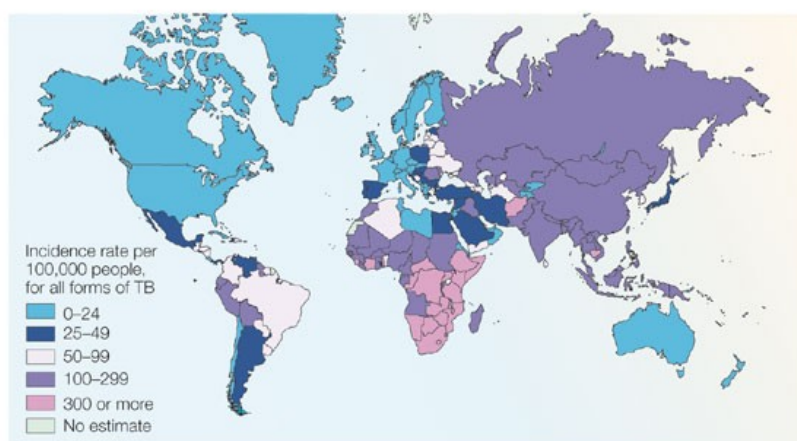 Incidence rate per
100,000 people,
for all forms of TB
0–24
25–49
50–99
100–299
300 or more
No estimate